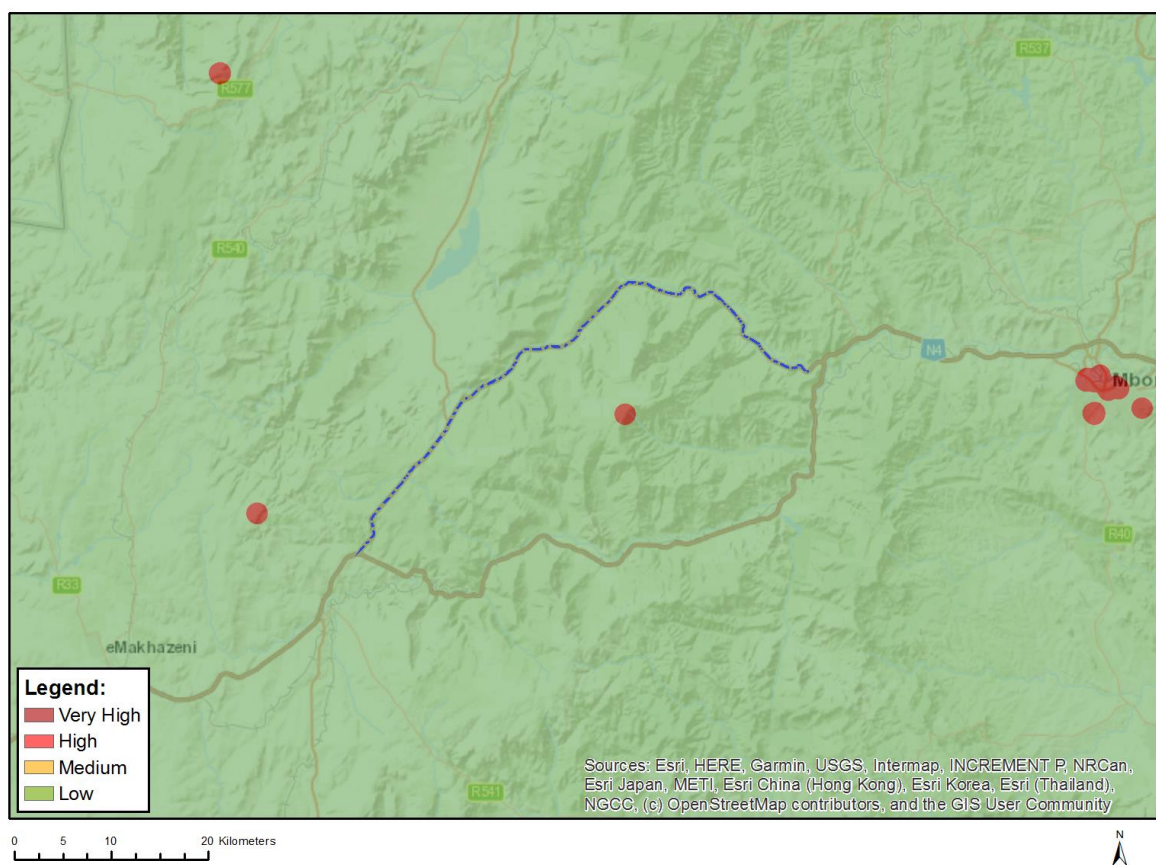 R577
R537
R540
N4
Mbom
R40
R33
eMakhazeni
Legend:
Very High
High
Medium
Low
R541
Sources: Esri, HERE, Garmin, USGS, Intermap, INCREMENT P, NRCan,
Esri Japan, METI, Esri China (Hong Kong), Esri Korea, Esri (Thailand),
NGCC, (c) OpenStreetMap contributors, and the GIS User Community
0 5 10 20 Kilometers
N